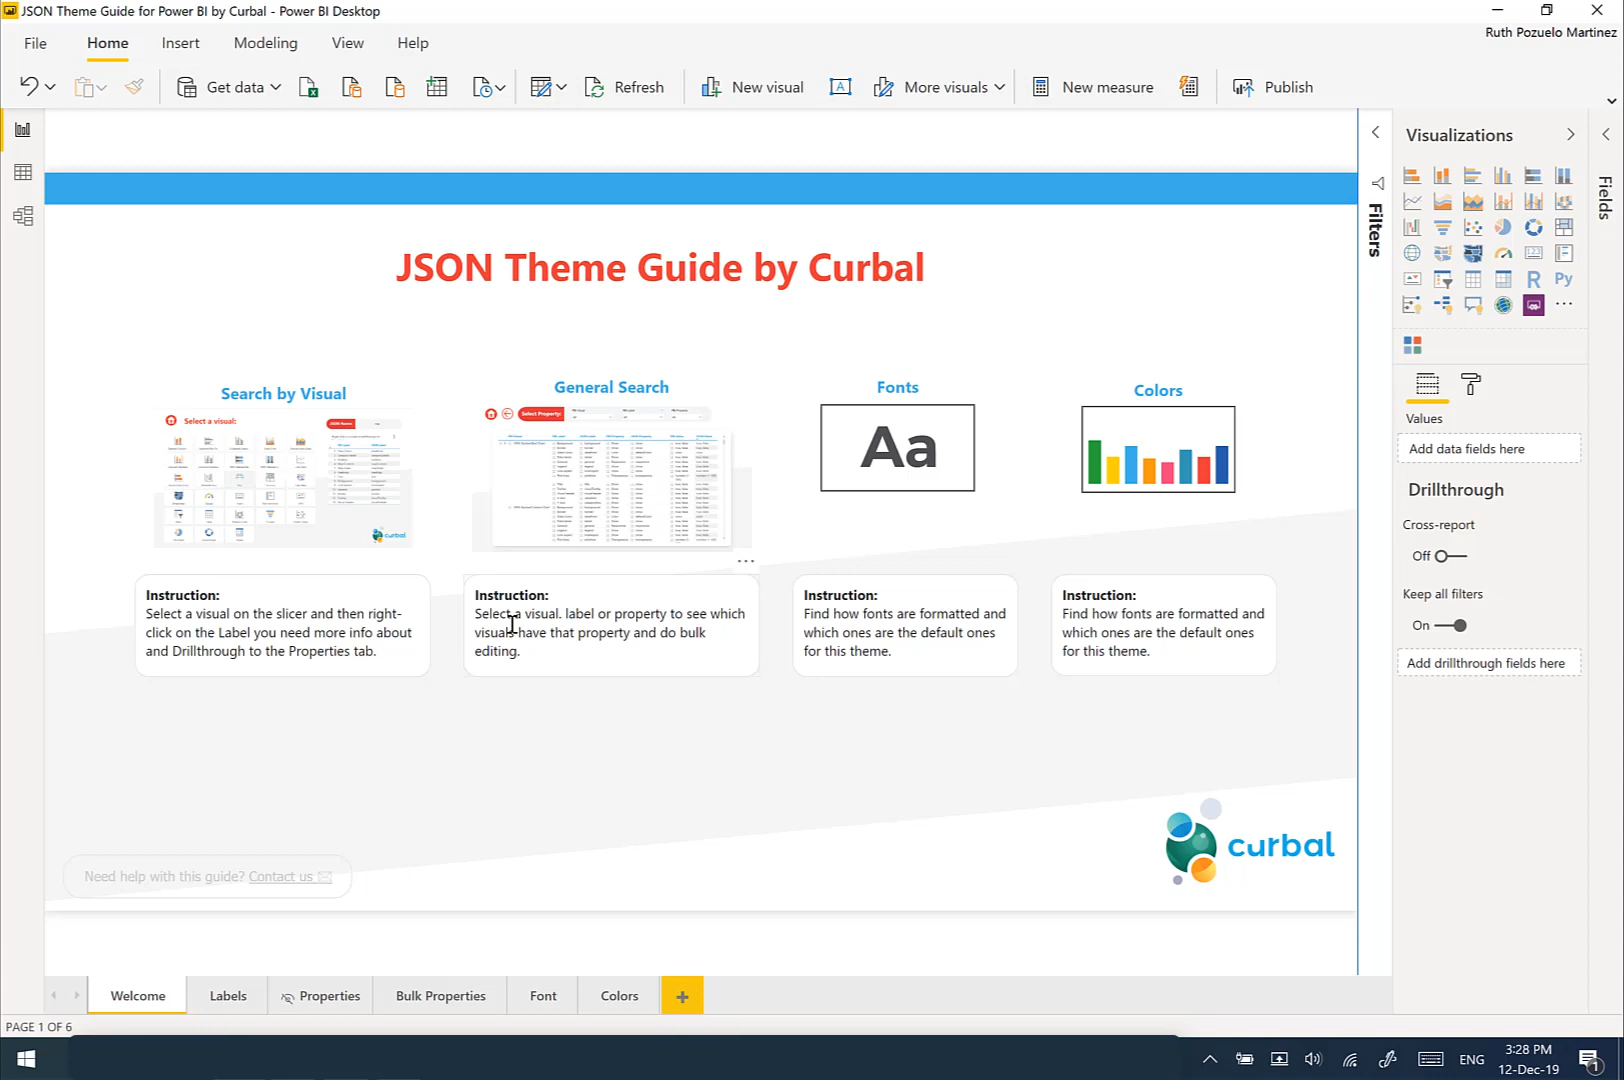 JSON Theme Guide for Power BI by Curbal - Power BI Desktop
Ruth Pozuelo Martinez
File Home Insert Modeling View Help
Get data Refresh New visual A More visuals New measure Publish
Visualizations
Filters
Fields
R Py
Values
Add data fields here
Drillthrough
Cross-report
Off
Keep all filters
On
Add drillthrough fields here
JSON Theme Guide by Curbal
Search by Visual
Select a visual:
General Search
Select Property:
Fonts
Aa
Colors
curbal
Instruction:
Select a visual on the slicer and then right-
click on the Label you need more info about
and Drillthrough to the Properties tab.
Instruction:
Select a visual. label or property to see which
visuals have that property and do bulk
editing.
Instruction:
Find how fonts are formatted and
which ones are the default ones
for this theme.
Instruction:
Find how fonts are formatted and
which ones are the default ones
for this theme.
curbal
Need help with this guide? Contact us
Welcome Labels Properties Bulk Properties Font Colors +
PAGE 1 OF 6
ENG
3:28 PM
12-Dec-19
1